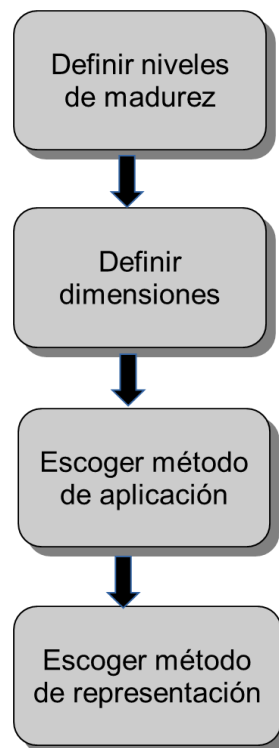 Definir niveles
de madurez
Definir
dimensiones
Escoger método
de aplicación
Escoger método
de representación